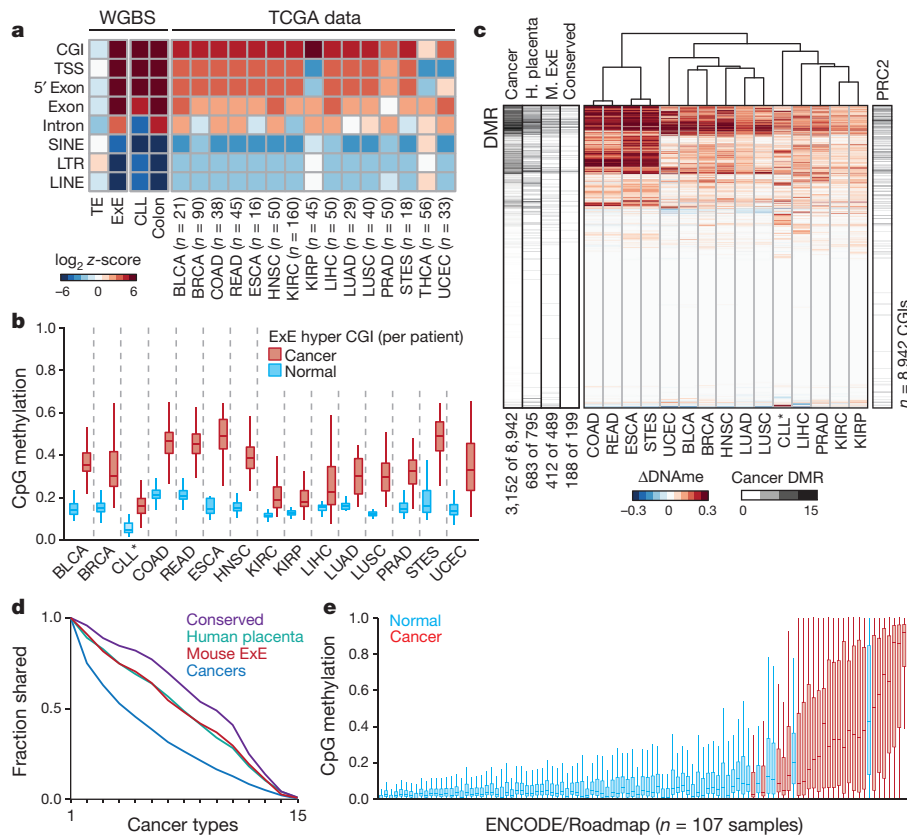 a
WGBS
TCGA data
CGI
TSS
5′ Exon
Exon
Intron
SINE
LTR
LINE
TE
ExE
CLL
Colon
BLCA (n = 21)
BRCA (n = 90)
COAD (n = 38)
READ (n = 45)
ESCA (n = 16)
HNSC (n = 50)
KIRC (n = 160)
KIRP (n = 45)
LIHC (n = 50)
LUAD (n = 29)
LUSC (n = 40)
PRAD (n = 50)
STES (n = 18)
THCA (n = 56)
UCEC (n = 33)
log2 z-score
−6 0 6
b
ExE hyper CGI (per patient)
Cancer
Normal
CpG methylation
1.0
0.8
0.6
0.4
0.2
0.0
BLCA
BRCA
CLL*
COAD
READ
ESCA
HNSC
KIRC
KIRP
LIHC
LUAD
LUSC
PRAD
STES
UCEC
c
Cancer
H. placenta
M. ExE
Conserved
PRC2
DMR
n = 8,942 CGIs
3,152 of 8,942
683 of 795
412 of 489
188 of 199
COAD
READ
ESCA
STES
UCEC
BLCA
BRCA
HNSC
LUAD
LUSC
CLL*
LIHC
PRAD
KIRC
KIRP
ΔDNAme
−0.3 0.3
Cancer DMR
0 15
d
Fraction shared
1.0
0.5
0.0
Conserved
Human placenta
Mouse ExE
Cancers
1 15
Cancer types
e
Normal
Cancer
CpG methylation
1.0
0.8
0.6
0.4
0.2
0.0
ENCODE/Roadmap (n = 107 samples)